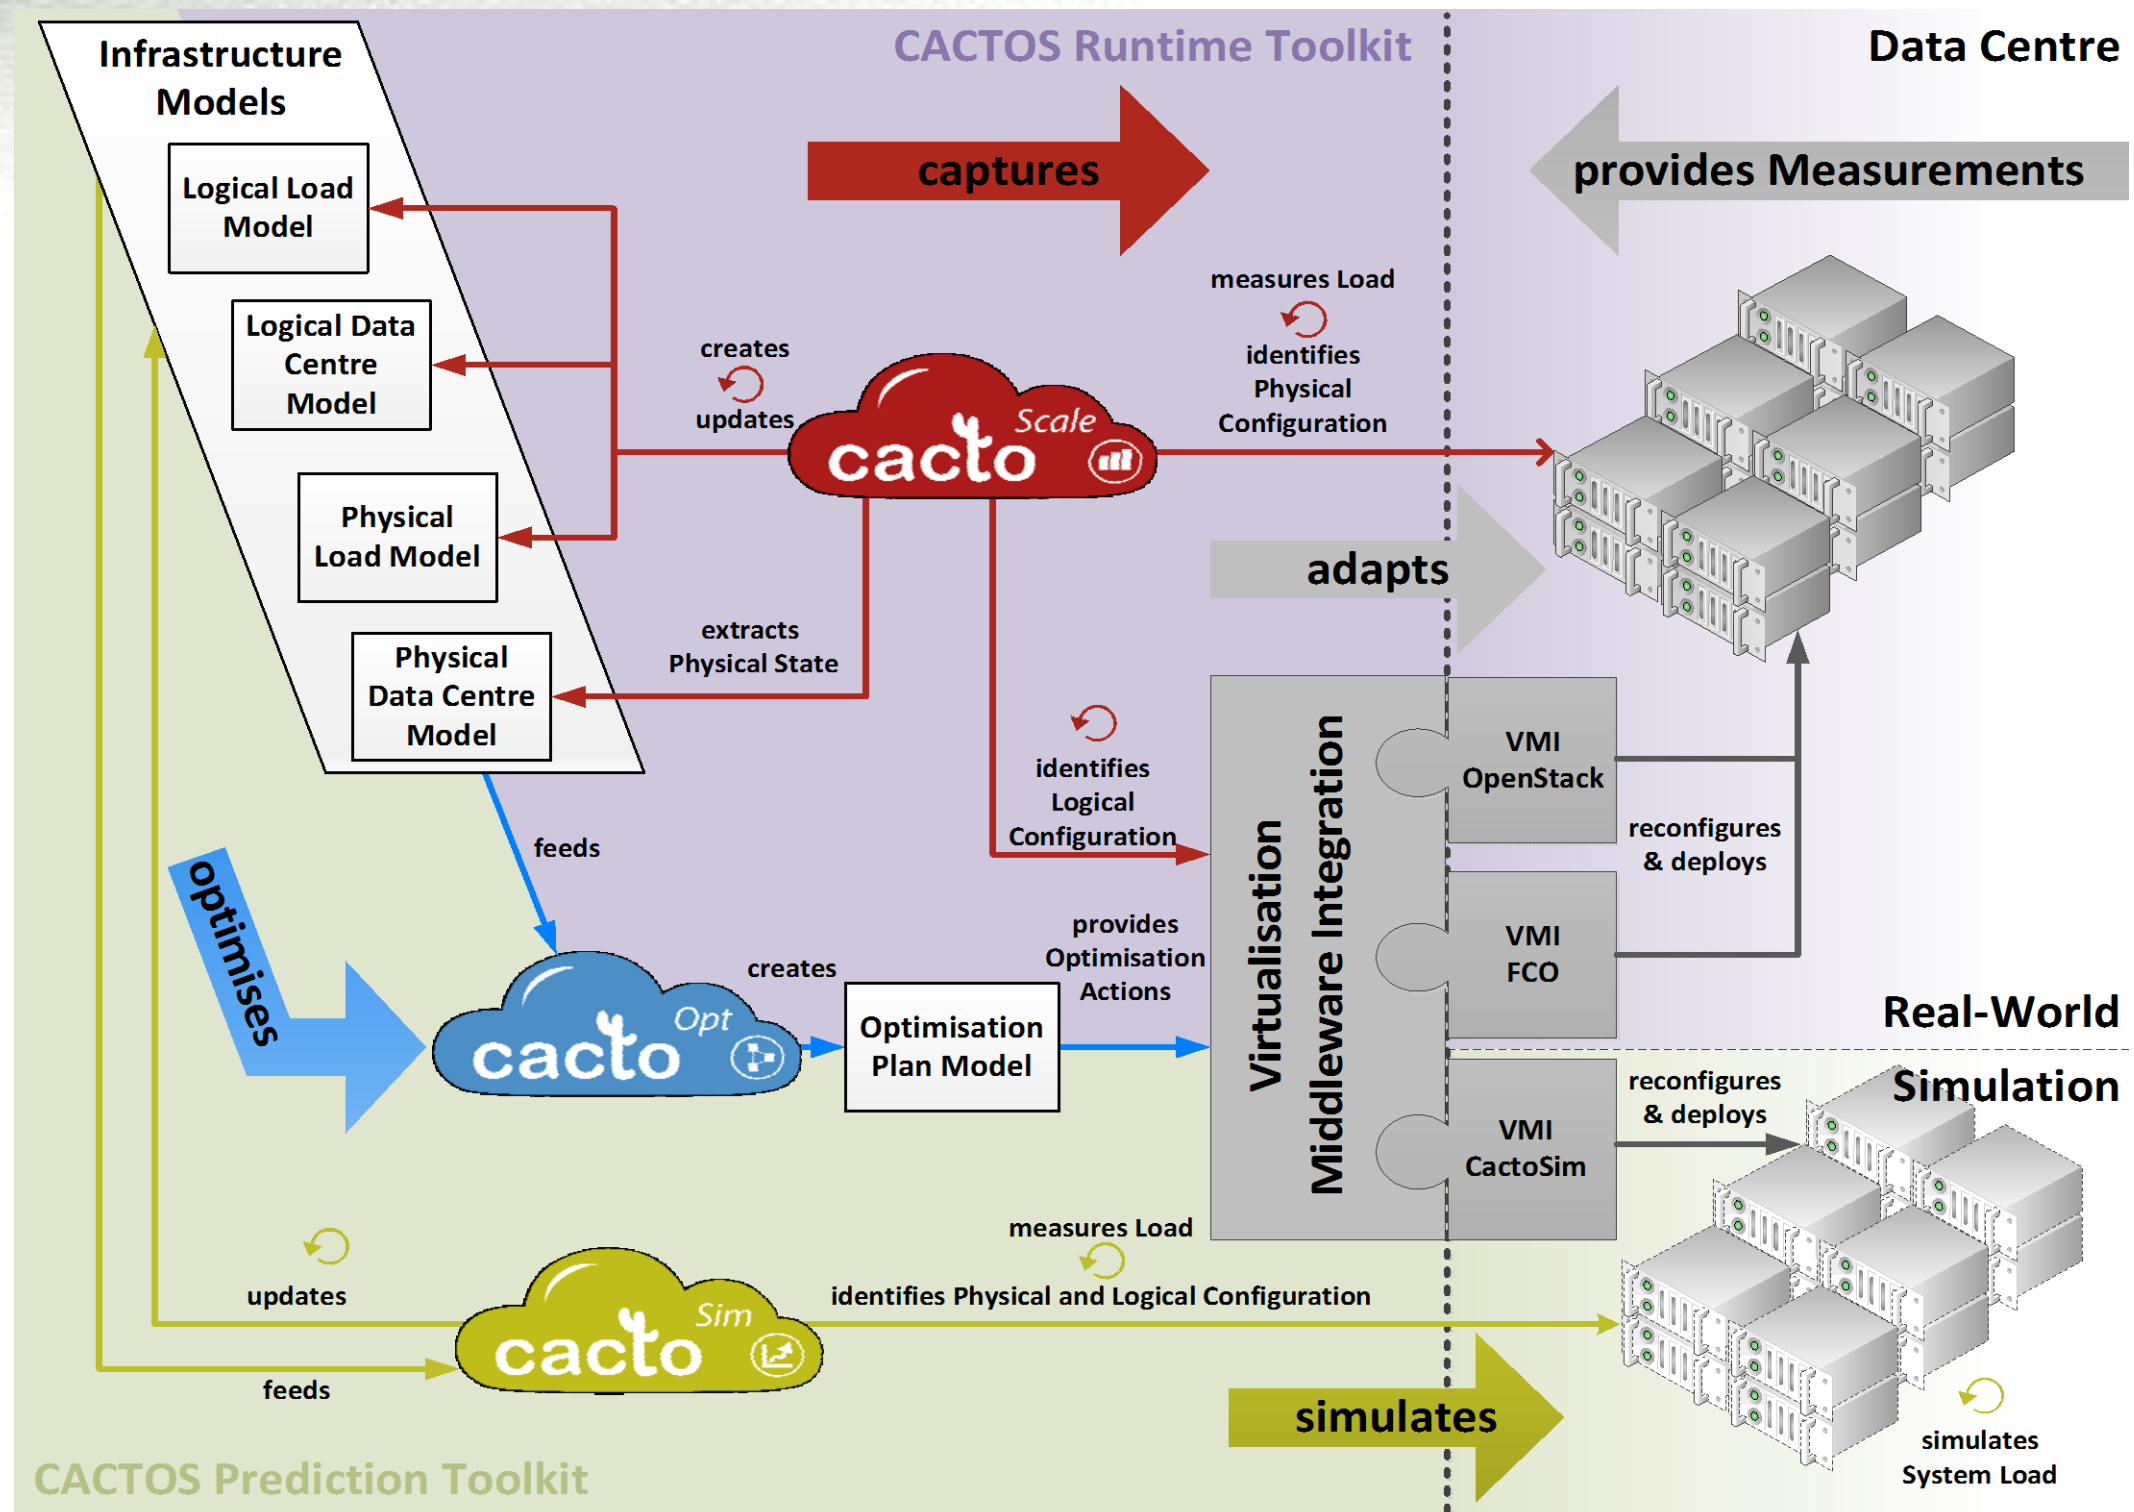 Infrastructure
Models
CACTOS Runtime Toolkit
Data Centre
captures
provides Measurements
Logical Load
Model
Logical Data
Centre
Model
Physical
Load Model
Physical
Data Centre
Model
creates
updates
cacto
Scale
measures Load
identifies
Physical
Configuration
adapts
extracts
Physical State
identifies
Logical
Configuration
Virtualisation
Middleware Integration
VMI
OpenStack
VMI
FCO
VMI
CactoSim
reconfigures
& deploys
feeds
optimises
cacto
Opt
creates
Optimisation
Plan Model
provides
Optimisation
Actions
Real-World
Simulation
reconfigures
& deploys
updates
feeds
cacto
Sim
measures Load
identifies Physical and Logical Configuration
simulates
simulates
System Load
CACTOS Prediction Toolkit